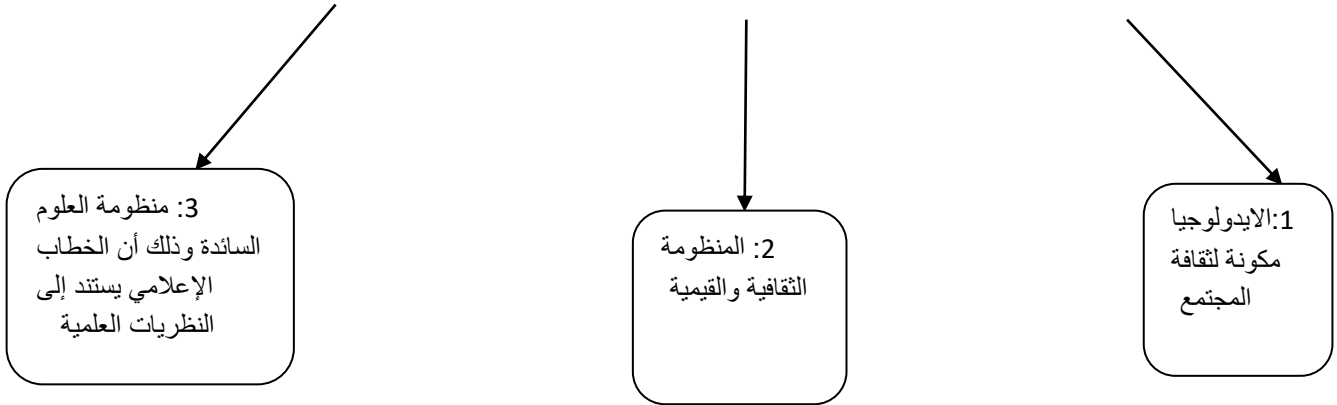 1:الايدولوجيا
مكونة لثقافة
المجتمع
2: المنظومة
الثقافية والقيمية
3: منظومة العلوم
السائدة وذلك أن الخطاب
الإعلامي يستند إلى
النظريات العلمية